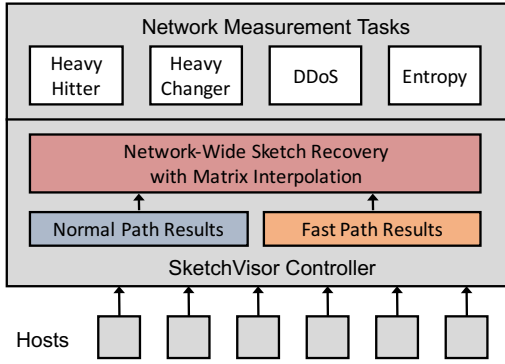 Network Measurement Tasks
Heavy
Hitter
Heavy
Changer
DDoS
Entropy
Network-Wide Sketch Recovery
with Matrix Interpolation
Normal Path Results
Fast Path Results
SketchVisor Controller
Hosts